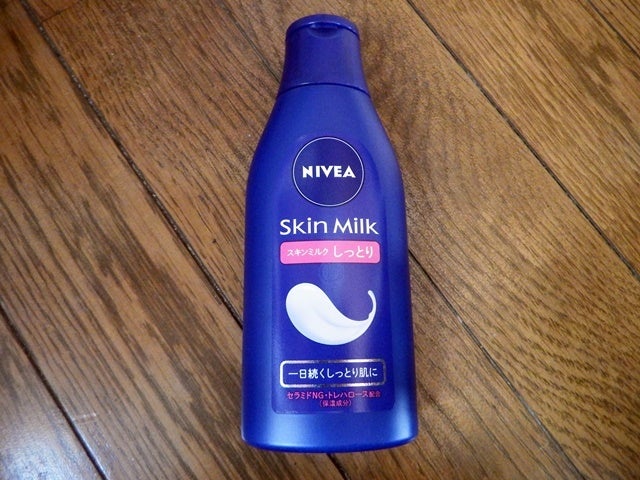 NIVEA
Skin Milk
スキンミルク しっとり
一日続くしっとり肌に
セラミドNG・トレハロース配合
(保湿成分)